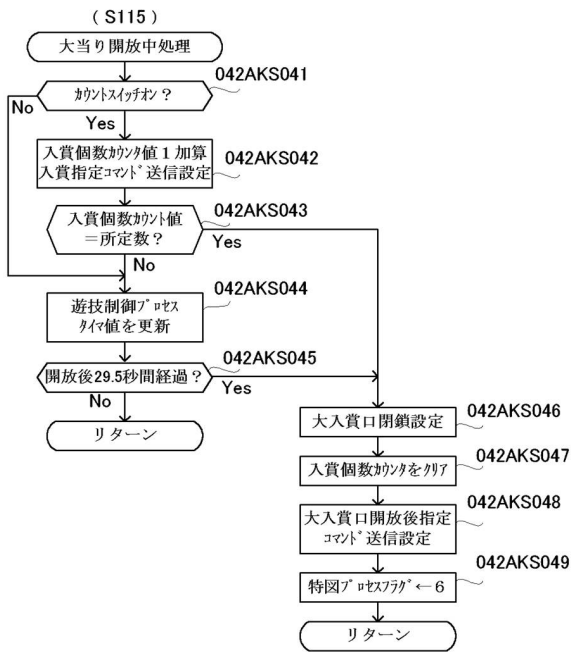 (S115)
大当り開放中処理
042AKS041
ｶｳﾝﾄｽｲｯﾁｵﾝ？
No
Yes
入賞個数ｶｳﾝﾀ値１加算
入賞指定ｺﾏﾝﾄﾞ送信設定
042AKS042
入賞個数ｶｳﾝﾄ値
＝所定数？
042AKS043
Yes
No
遊技制御ﾌﾟﾛｾｽ
ﾀｲﾏ値を更新
042AKS044
開放後29.5秒間経過？
042AKS045
Yes
No
リターン
大入賞口閉鎖設定
042AKS046
入賞個数ｶｳﾝﾀをｸﾘｱ
042AKS047
大入賞口開放後指定
ｺﾏﾝﾄﾞ送信設定
042AKS048
特図ﾌﾟﾛｾｽﾌﾗｸﾞ←６
042AKS049
リターン